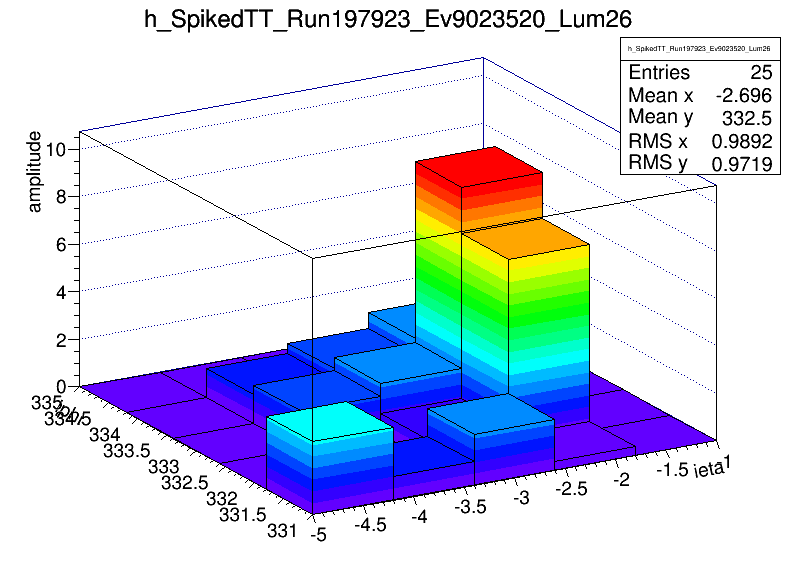 h_SpikedTT_Run197923_Ev9023520_Lum26
h_SpikedTT_Run197923_Ev9023520_Lum26
Entries 25
Mean x -2.696
Mean y 332.5
RMS x 0.9892
RMS y 0.9719
amplitude
10
8
6
4
2
0
335
334.5
334
333.5
333
332.5
332
331.5
331
-5
-4.5
-4
-3.5
-3
-2.5
-2
-1.5
ieta